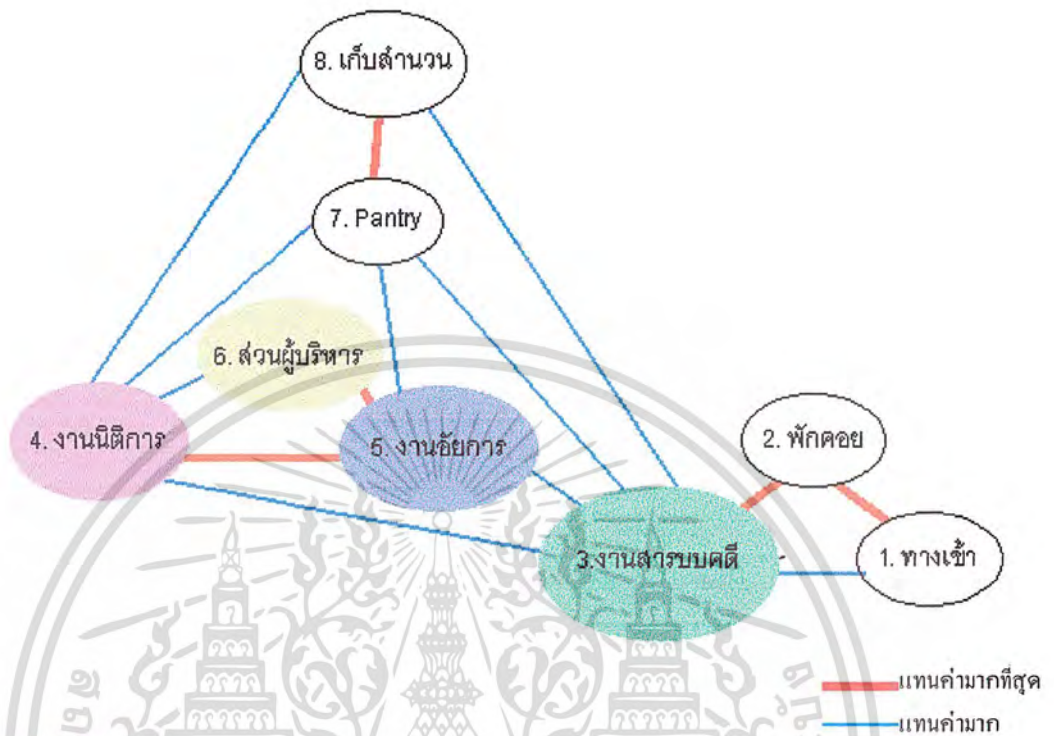 8. เก็บสำนวน
7. Pantry
6. ส่วนผู้บริหาร
4. งานนิติการ
5. งานอัยการ
2. พักคอย
3.งานสารบบคดี
1. ทางเข้า
แทนค่ามากที่สุด
แทนค่ามาก